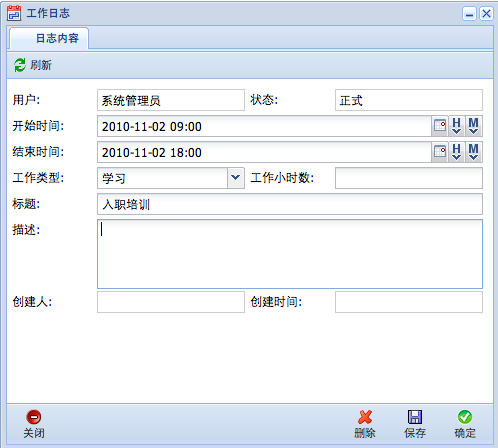 工作日志
日志内容
刷新
用户: 系统管理员 状态: 正式
开始时间: 2010-11-02 09:00 H M
结束时间: 2010-11-02 18:00 H M
工作类型: 学习 工作小时数:
标题: 入职培训
描述:
创建人: 创建时间:
关闭 删除 保存 确定